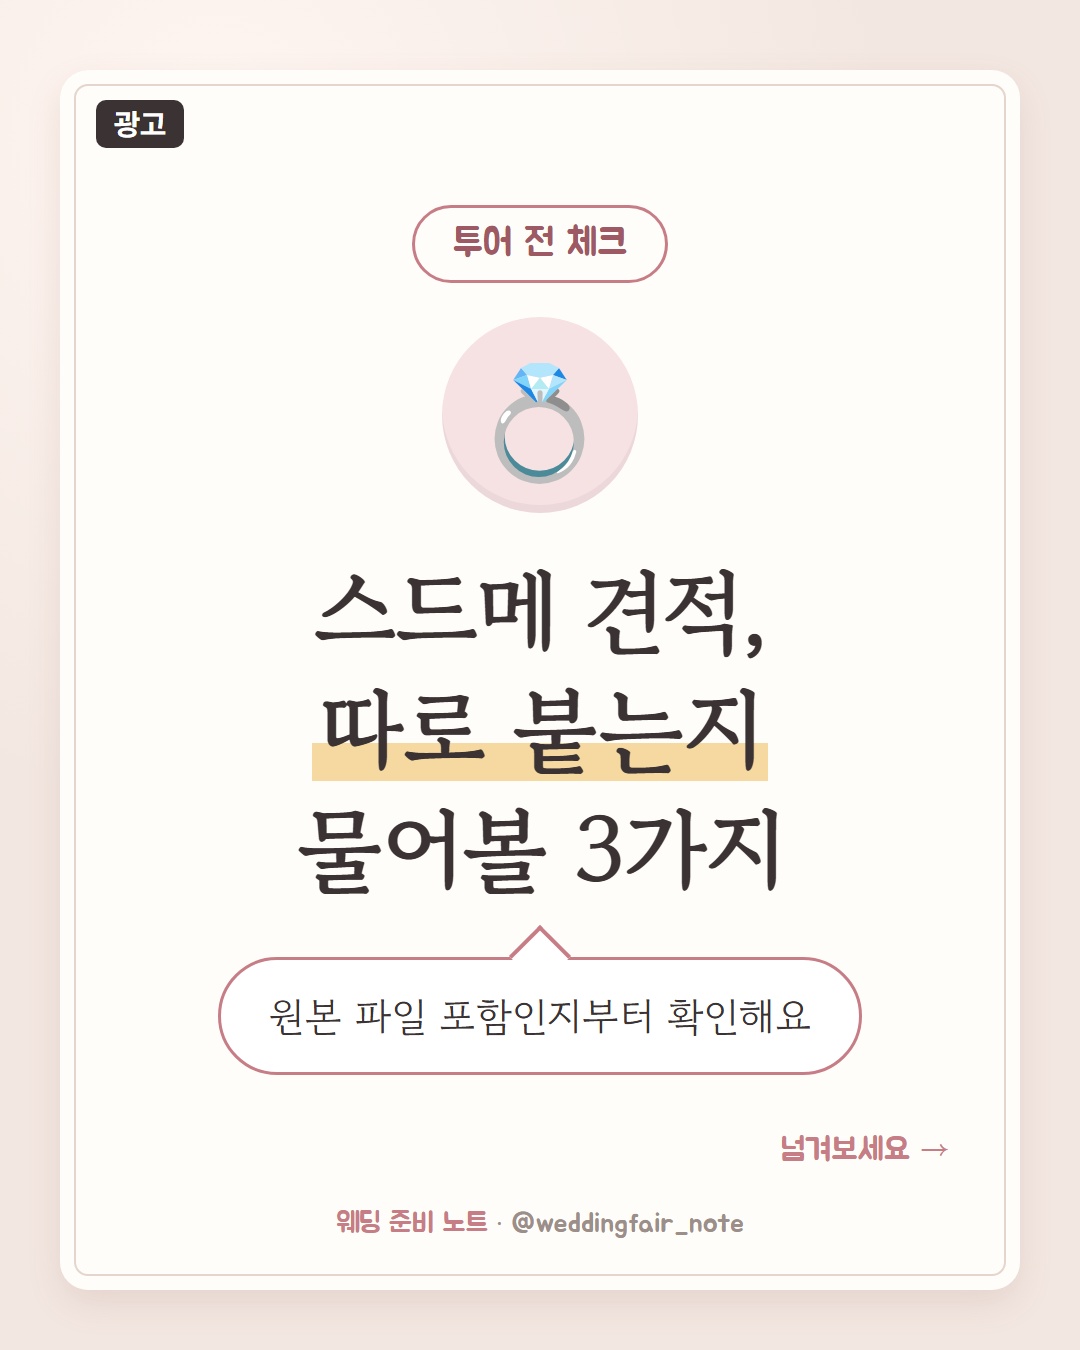 광고
투어 전 체크
스드메 견적,
따로 붙는지
물어볼 3가지
원본 파일 포함인지부터 확인해요
넘겨보세요 →
웨딩 준비 노트 · @weddingfair_note